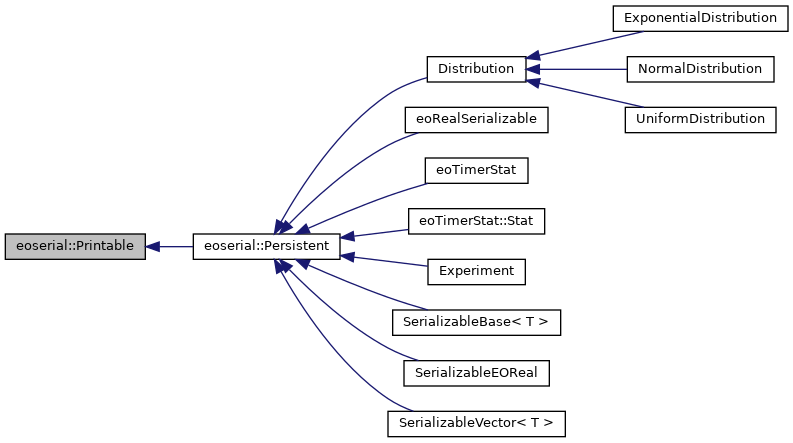 ExponentialDistribution
Distribution
NormalDistribution
UniformDistribution
eoRealSerializable
eoTimerStat
eoTimerStat::Stat
eoserial::Printable
eoserial::Persistent
Experiment
SerializableBase< T >
SerializableEOReal
SerializableVector< T >